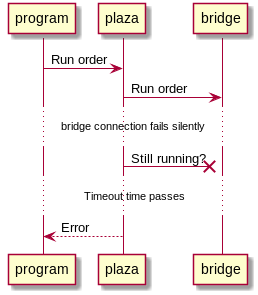 program plaza bridge
Run order
Run order
bridge connection fails silently
Still running?
Timeout time passes
Error
program plaza bridge